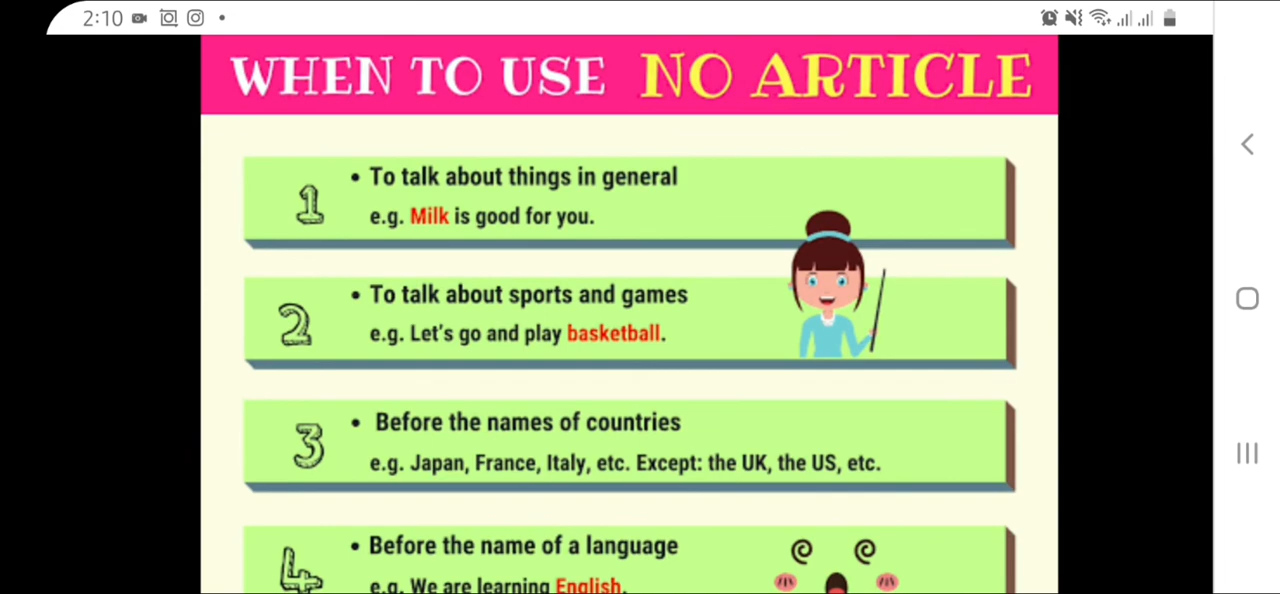 2:10
WHEN TO USE NO ARTICLE
1
• To talk about things in general
e.g. Milk is good for you.
2
• To talk about sports and games
e.g. Let's go and play basketball.
3
• Before the names of countries
e.g. Japan, France, Italy, etc. Except: the UK, the US, etc.
4
• Before the name of a language
e.g. We are learning English.